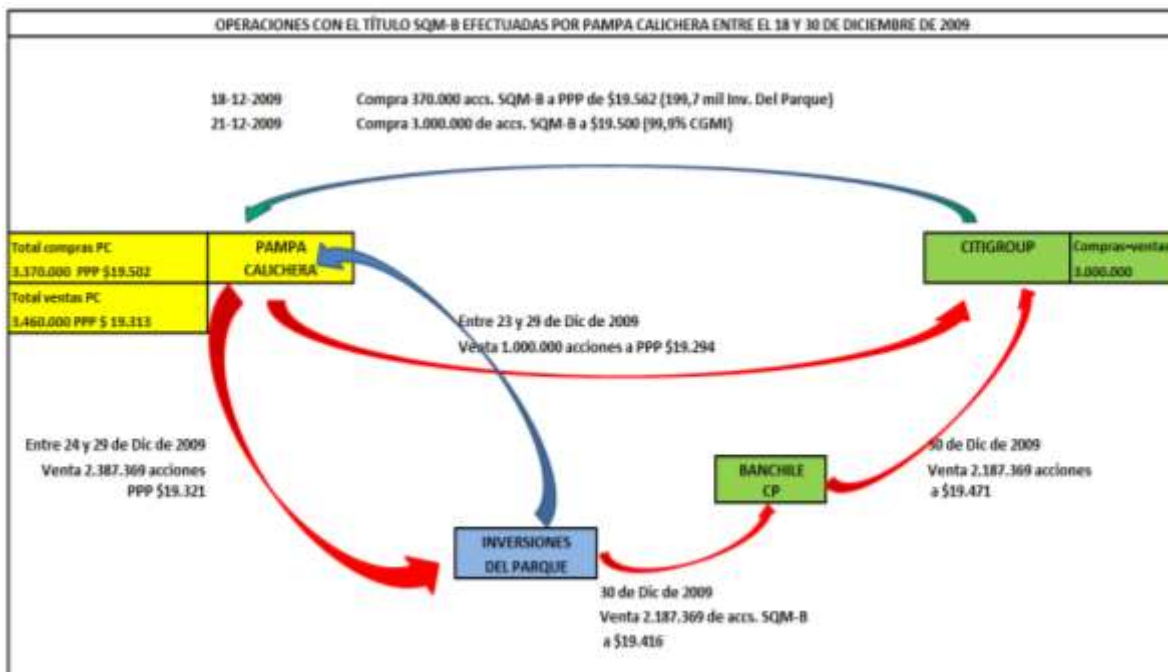 OPERACIONES CON EL TÍTULO SQM-B EFECTUADAS POR PAMPA CALICHERA ENTRE EL 18 Y 30 DE DICIEMBRE DE 2009
18-12-2009 Compra 370.000 accs. SQM-B a PPP de $19.562 (199,7 mil Inv. Del Parque)
21-12-2009 Compra 3.000.000 de accs. SQM-B a $19.500 (99,9% CGMI)
Total compras PC
3.370.000 PPP $19.502
PAMPA
CALICHERA
Total ventas PC
3.460.000 PPP $ 19.313
CITIGROUP
Compras-ventas
3.000.000
Entre 23 y 29 de Dic de 2009
Venta 1.000.000 acciones a PPP $19.294
Entre 24 y 29 de Dic de 2009
Venta 2.387.369 acciones
PPP $19.321
BANCHILE
CP
30 de Dic de 2009
Venta 2.187.369 acciones
a $19.471
INVERSIONES
DEL PARQUE
30 de Dic de 2009
Venta 2.187.369 de accs. SQM-B
a $19.416